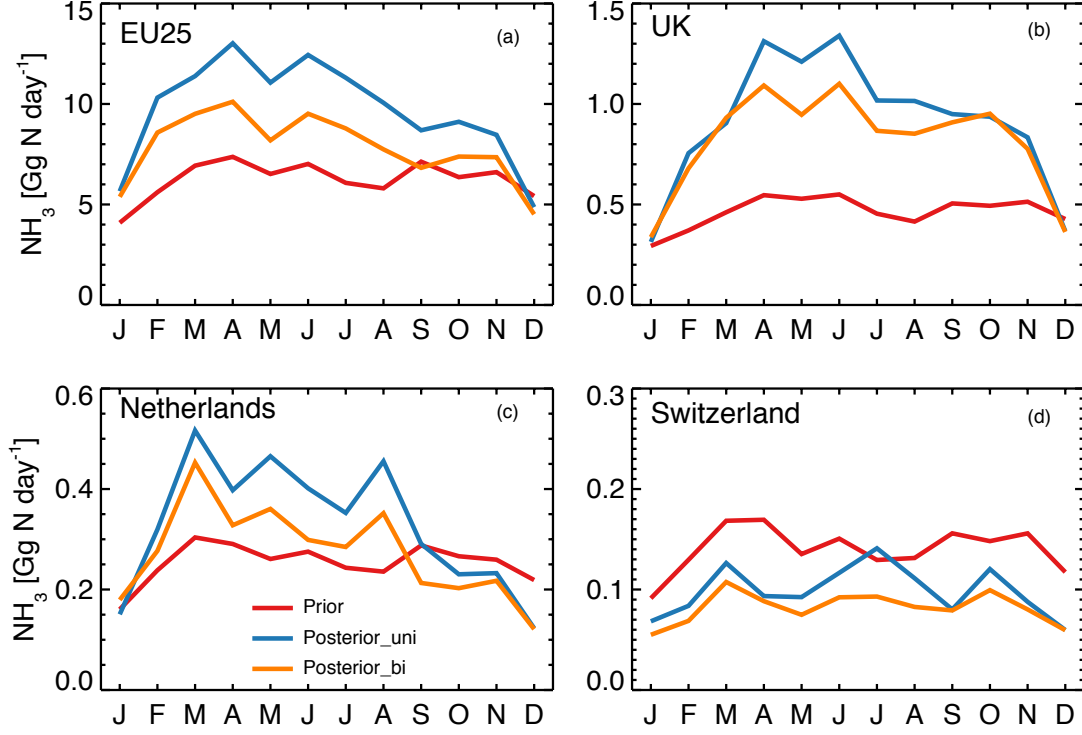 EU25 (a)
NH3 [Gg N day-1]
15
10
5
0
J F M A M J J A S O N D
UK (b)
1.5
1.0
0.5
0.0
J F M A M J J A S O N D
Netherlands (c)
NH3 [Gg N day-1]
0.6
0.4
0.2
0.0
Prior
Posterior_uni
Posterior_bi
J F M A M J J A S O N D
Switzerland (d)
0.3
0.2
0.1
0.0
J F M A M J J A S O N D